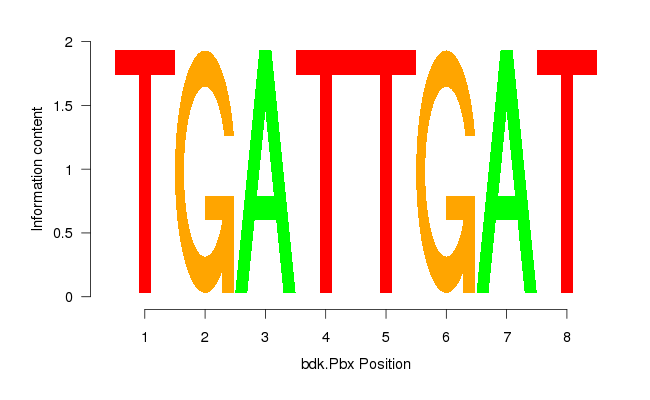 2
1.5
1
0.5
0
Information content
TGATTGAT
1 2 3 4 5 6 7 8
bdk.Pbx Position